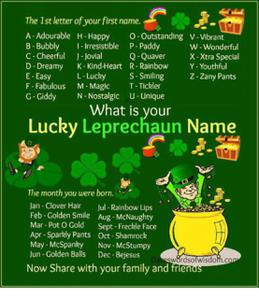 The 1st letter of your first name.
A - Adourable H - Happy O - Outstanding V - Vibrant
B - Bubbly I - Irresistible P - Paddy W - Wonderful
C - Cheerful J - Jovial Q - Quaver X - Xtra Special
D - Dreamy K - Kind-Heart R - Rainbow Y - Youthful
E - Easy L - Lucky S - Smiling Z - Zany Pants
F - Fabulous M - Magic T - Tickler
G - Giddy N - Nostalgic U - Unique
What is your
Lucky Leprechaun Name
The month you were born.
Jan - Clover Hair Jul - Rainbow Lips
Feb - Golden Smile Aug - McNaughty
Mar - Pot O Gold Sept - Freckle Face
Apr - Sparkly Pants Oct - Shamrock
May - McSpanky Nov - McStumpy
Jun - Golden Balls Dec - Bejesus
Now Share with your family and friends